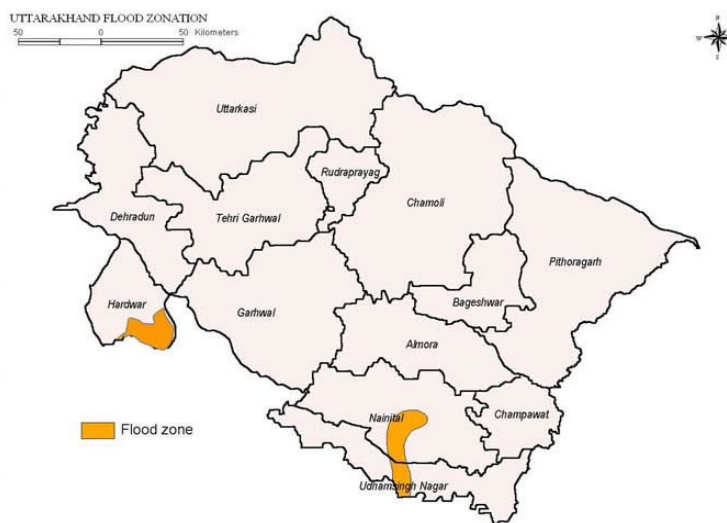 UTTARAKHAND FLOOD ZONATION
50 0 50 Kilometers
N
W E
S
Uttarkasi
Rudraprayag
Chamoli
Dehradun
Tehri Garhwal
Pithoragarh
Hardwar
Garhwal
Bageshwar
Almora
Nainital
Champawat
Flood zone
Udhamsingh Nagar